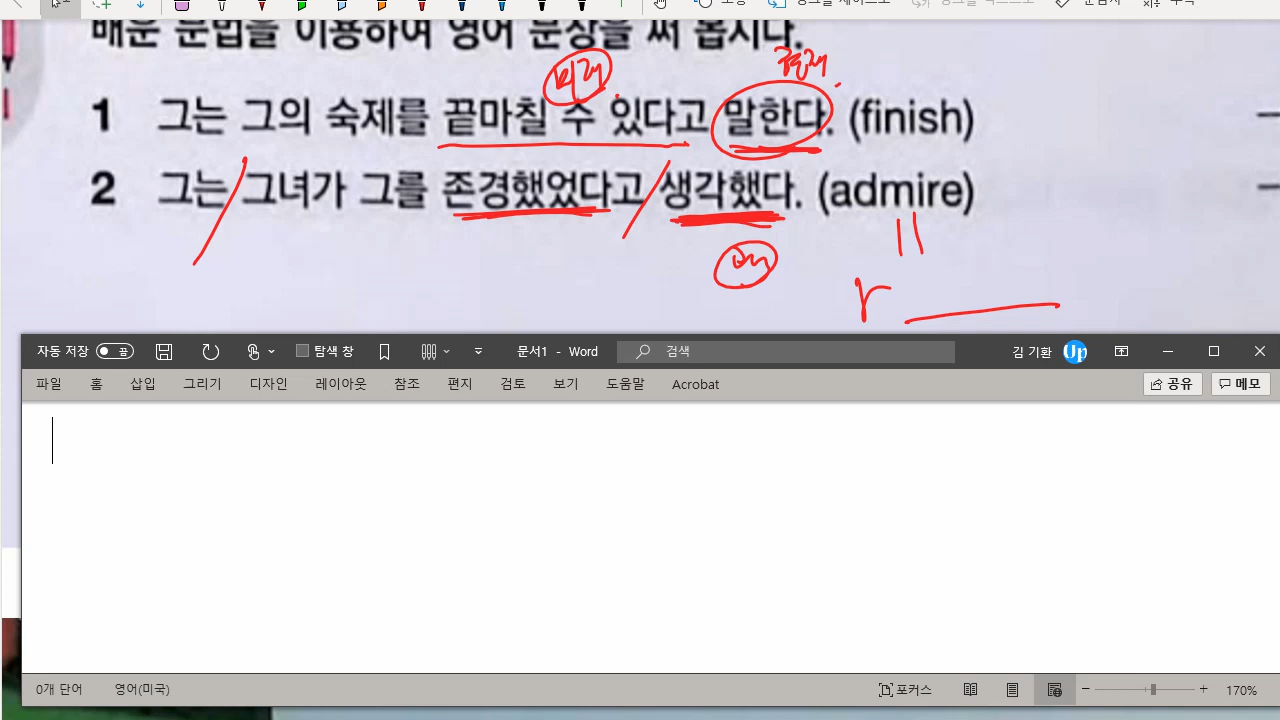 배운 문법을 이용하여 영어 문장을 써 봅시다.
미래
현재
1 그는 그의 숙제를 끝마칠 수 있다고 말한다. (finish)
2 그는 그녀가 그를 존경했었다고 생각했다. (admire)
r
자동 저장 끔 탐색 창 문서1 - Word 검색 김 기환 Up
파일 홈 삽입 그리기 디자인 레이아웃 참조 편지 검토 보기 도움말 Acrobat 공유 메모
0개 단어 영어(미국) 포커스 170%